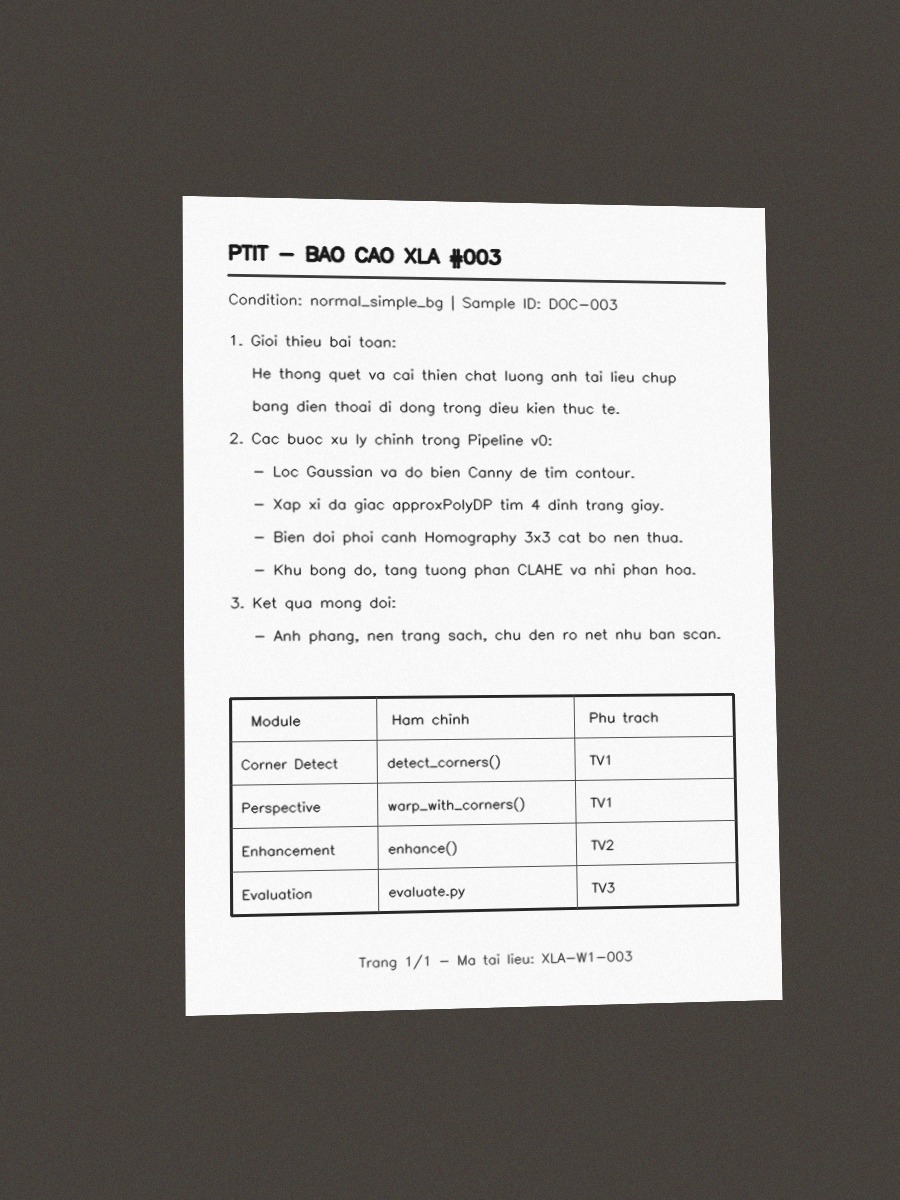 PTIT - BAO CAO XLA #003
Condition: normal_simple_bg | Sample ID: DOC-003
1. Gioi thieu bai toan:
He thong quet va cai thien chat luong anh tai lieu chup
bang dien thoai di dong trong dieu kien thuc te.
2. Cac buoc xu ly chinh trong Pipeline v0:
- Loc Gaussian va do bien Canny de tim contour.
- Xap xi da giac approxPolyDP tim 4 dinh trang giay.
- Bien doi phoi canh Homography 3x3 cat bo nen thua.
- Khu bong do, tang tuong phan CLAHE va nhi phan hoa.
3. Ket qua mong doi:
- Anh phang, nen trang sach, chu den ro net nhu ban scan.
Module Ham chinh Phu trach
Corner Detect detect_corners() TV1
Perspective warp_with_corners() TV1
Enhancement enhance() TV2
Evaluation evaluate.py TV3
Trang 1/1 - Ma tai lieu: XLA-W1-003